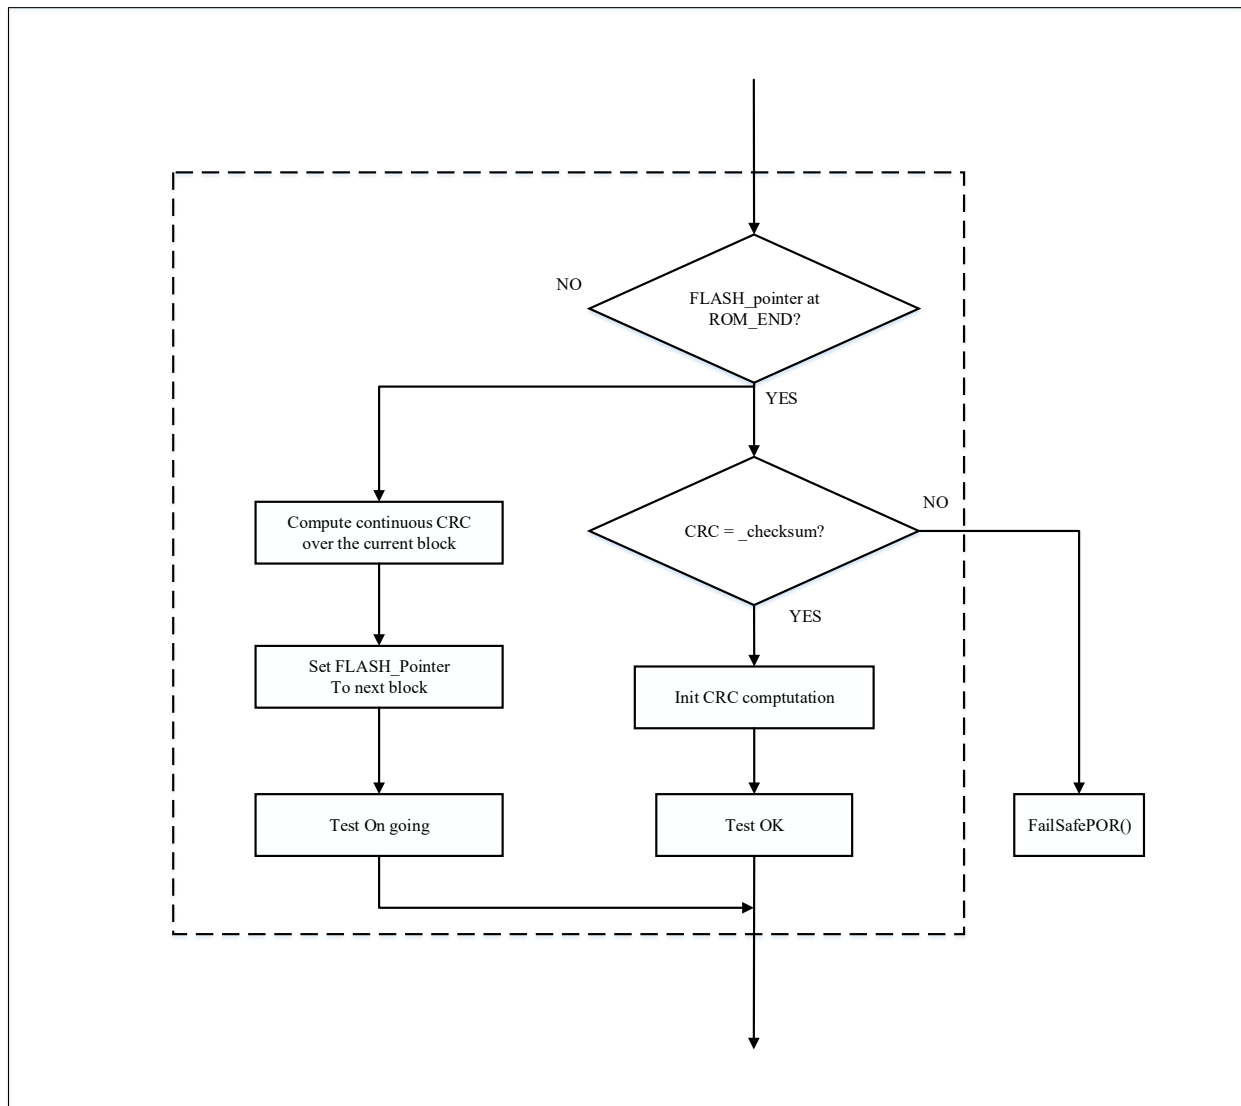 NO
FLASH_pointer at
ROM_END?
YES
Compute continuous CRC
over the current block
CRC = _checksum?
NO
YES
Set FLASH_Pointer
To next block
Init CRC comptutation
Test On going
Test OK
FailSafePOR()